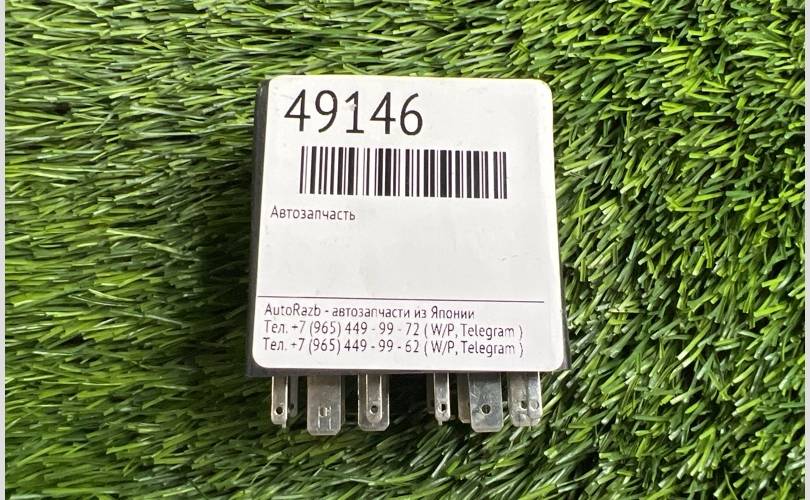 49146
Автозапчасть
AutoRazb - автозапчасти из Японии
Тел. +7 (965) 449 - 99 - 72 ( W/P, Telegram )
Тел. +7 (965) 449 - 99 - 62 ( W/P, Telegram )